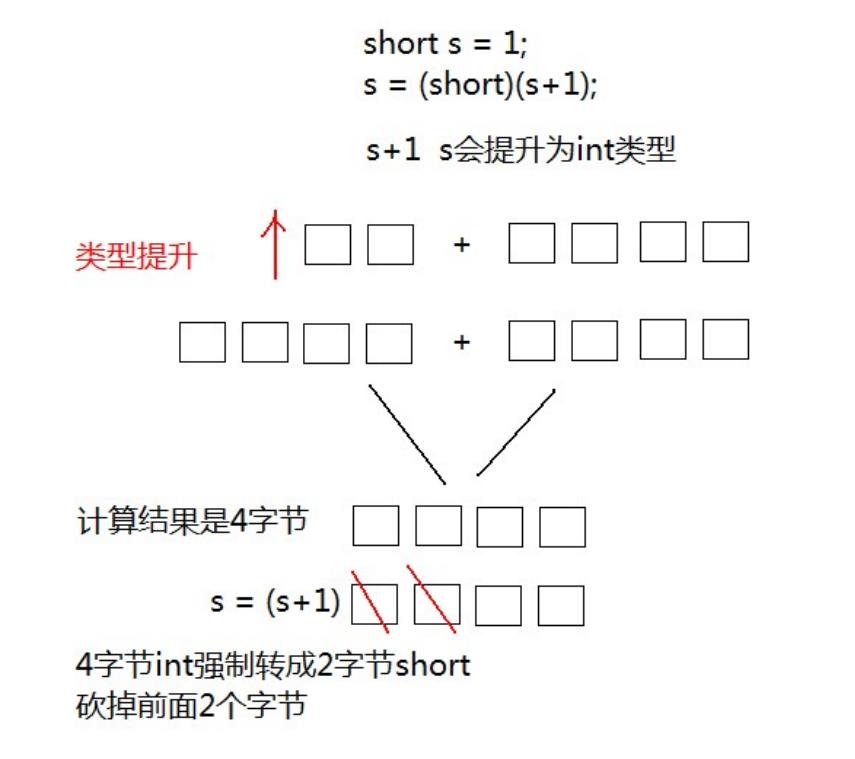 short s = 1;
s = (short)(s+1);
s+1 s会提升为int类型
类型提升
+
+
计算结果是4字节
s = (s+1)
4字节int强制转成2字节short
砍掉前面2个字节